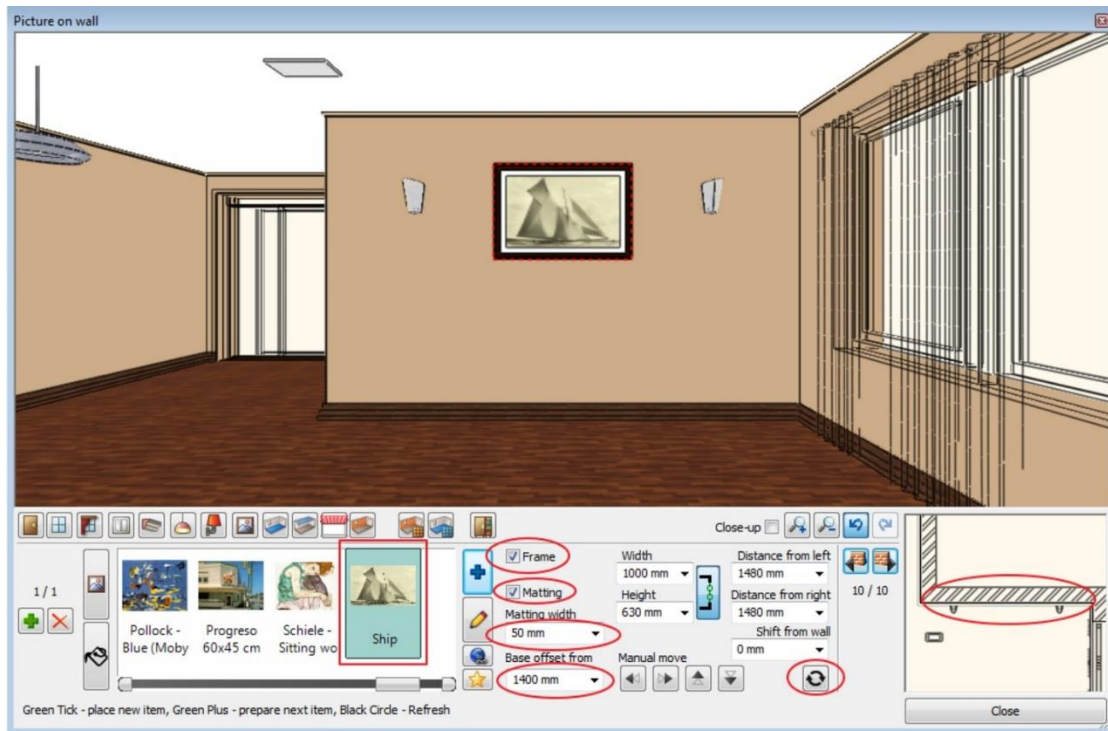 Picture on wall
Close-up
1 / 1
Pollock -
Blue (Moby
Progreso
60x45 cm
Schiele -
Sitting wo
Ship
Frame
Matting
Matting width
50 mm
Base offset from
1400 mm
Width
1000 mm
Height
630 mm
Manual move
Distance from left
1480 mm
Distance from right
1480 mm
Shift from wall
0 mm
10 / 10
Green Tick - place new item, Green Plus - prepare next item, Black Circle - Refresh
Close